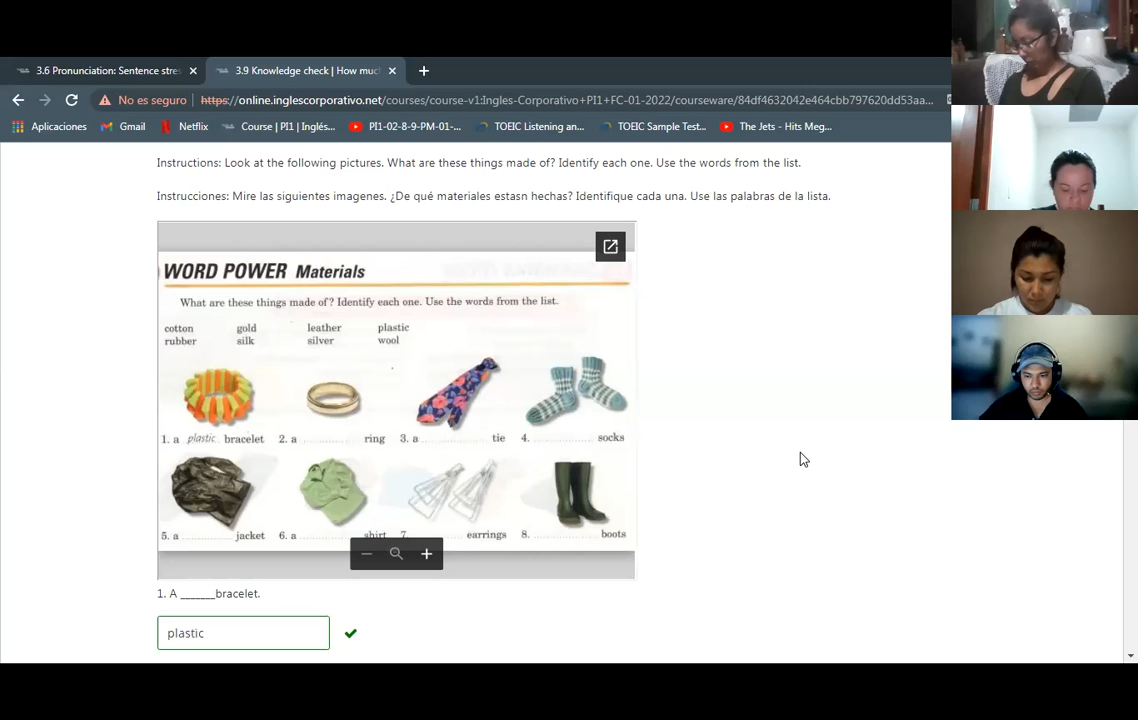 3.6 Pronunciation: Sentence stres
3.9 Knowledge check | How muc
No es seguro
https://online.inglescorporativo.net/courses/course-v1:Ingles-Corporativo+PI1+FC-01-2022/courseware/84df4632042e464cbb797620dd53aa...
Aplicaciones
Gmail
Netflix
Course | PI1 | Inglés...
PI1-02-8-9-PM-01-...
TOEIC Listening an...
TOEIC Sample Test...
The Jets - Hits Meg...
Instructions: Look at the following pictures. What are these things made of? Identify each one. Use the words from the list.
Instrucciones: Mire las siguientes imagenes. ¿De qué materiales estasn hechas? Identifique cada una. Use las palabras de la lista.
WORD POWER Materials
What are these things made of? Identify each one. Use the words from the list.
cotton gold leather plastic
rubber silk silver wool
1. a plastic bracelet 2. a ............ ring 3. a ............ tie 4. ............ socks
5. a ............ jacket 6. a ............ shirt 7. ............ earrings 8. ............ boots
1. A _______bracelet.
plastic